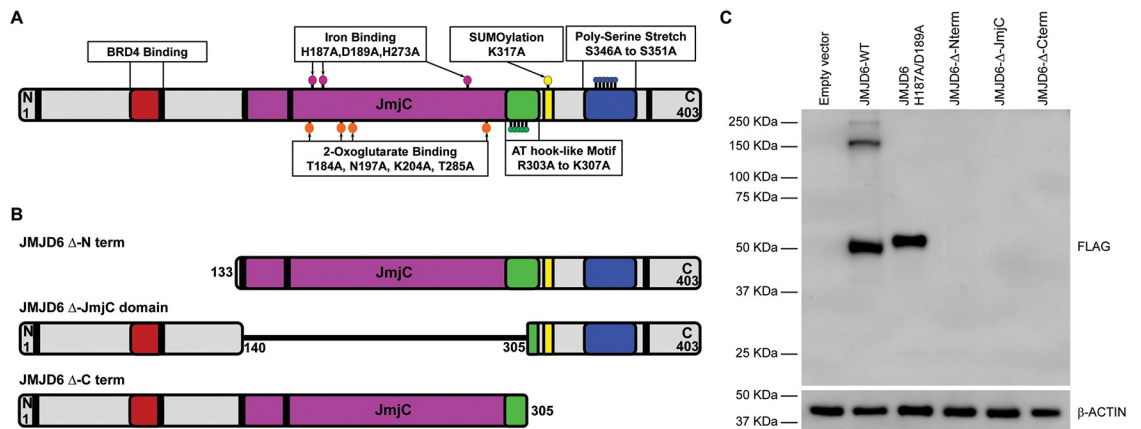 A
BRD4 Binding
Iron Binding
H187A,D189A,H273A
SUMOylation
K317A
Poly-Serine Stretch
S346A to S351A
N
1
JmjC
C
403
2-Oxoglutarate Binding
T184A, N197A, K204A, T285A
AT hook-like Motif
R303A to K307A
B
JMJD6 Δ-N term
133
JmjC
C
403
JMJD6 Δ-JmjC domain
N
1
140
305
C
403
JMJD6 Δ-C term
N
1
JmjC
305
C
Empty vector
JMJD6-WT
JMJD6
H187A/D189A
JMJD6-Δ-Nterm
JMJD6-Δ-JmjC
JMJD6-Δ-Cterm
250 KDa
150 KDa
100 KDa
75 KDa
50 KDa
37 KDa
25 KDa
FLAG
50 KDa
37 KDa
β-ACTIN